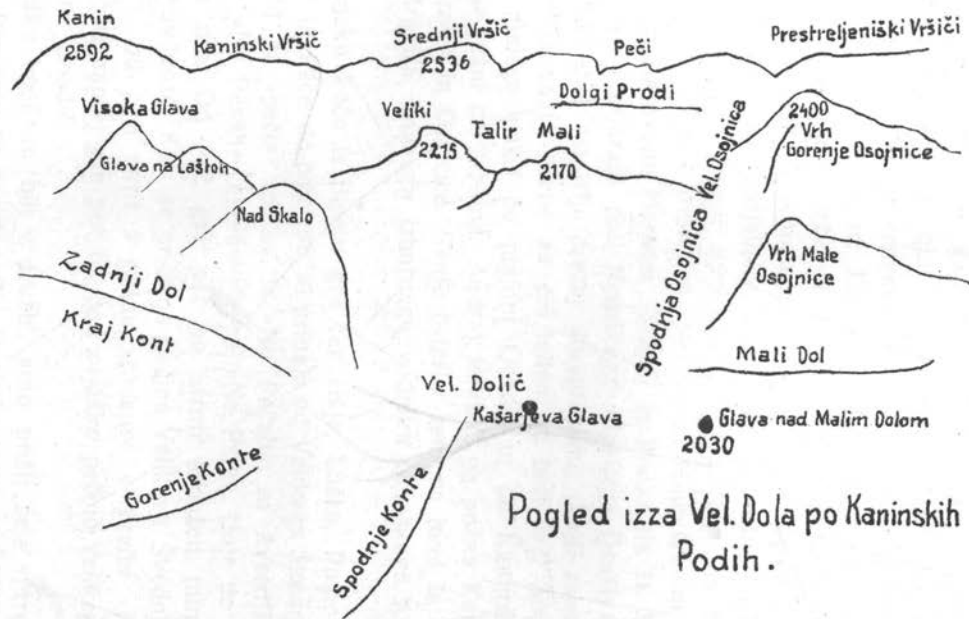 Kanin
2592
Kaninski Vršič
Srednji Vršič
2536
Peči
Prestreljeniški Vršiči
Visoka Glava
Glava na Lašton
Nad Skalo
Veliki
2215
Talir
Mali
2170
Dolgi Prodi
2400
Vrh
Gorenje Osojnice
Spodnja Osojnica Vel. Osojnica
Vrh Male
Osojnice
Zadnji Dol
Kraj Kont
Mali Dol
Vel. Dolič
Kašarjeva Glava
Glava nad Malim Dolom
2030
Gorenje Konte
Spodnje Konte
Pogled izza Vel. Dola po Kaninskih
Podih.